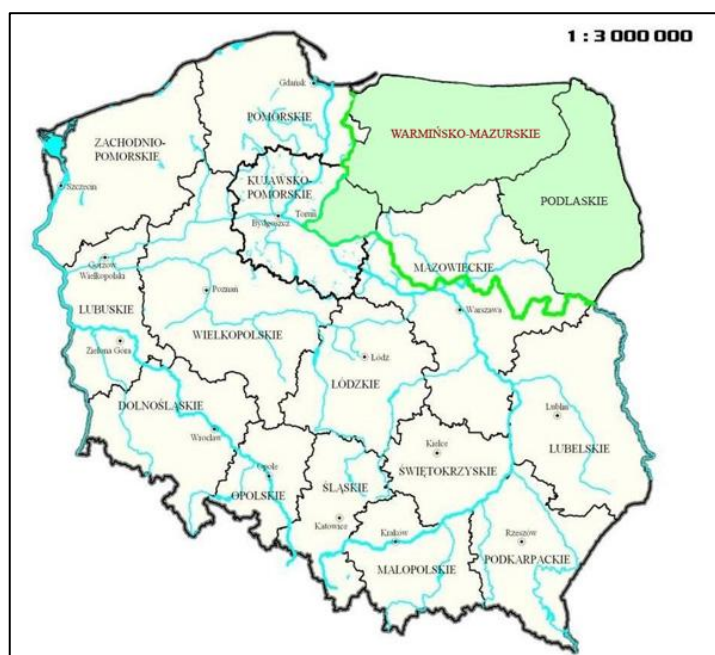 1 : 3 000 000
Gdańsk
POMORSKIE
WARMIŃSKO-MAZURSKIE
ZACHODNIO-
POMORSKIE
Szczecin
KUJAWSKO-
POMORSKIE
PODLASKIE
Toruń
Bydgoszcz
MAZOWIECKIE
Gorzów
Wielkopolski
Poznań
LUBUSKIE
Warszawa
WIELKOPOLSKIE
Zielona Góra
Łódź
ŁÓDZKIE
DOLNOŚLĄSKIE
Lublin
Wrocław
LUBELSKIE
Kielce
Opole
ŚWIĘTOKRZYSKIE
ŚLĄSKIE
OPOLSKIE
Katowice
Kraków
Rzeszów
PODKARPACKIE
MAŁOPOLSKIE